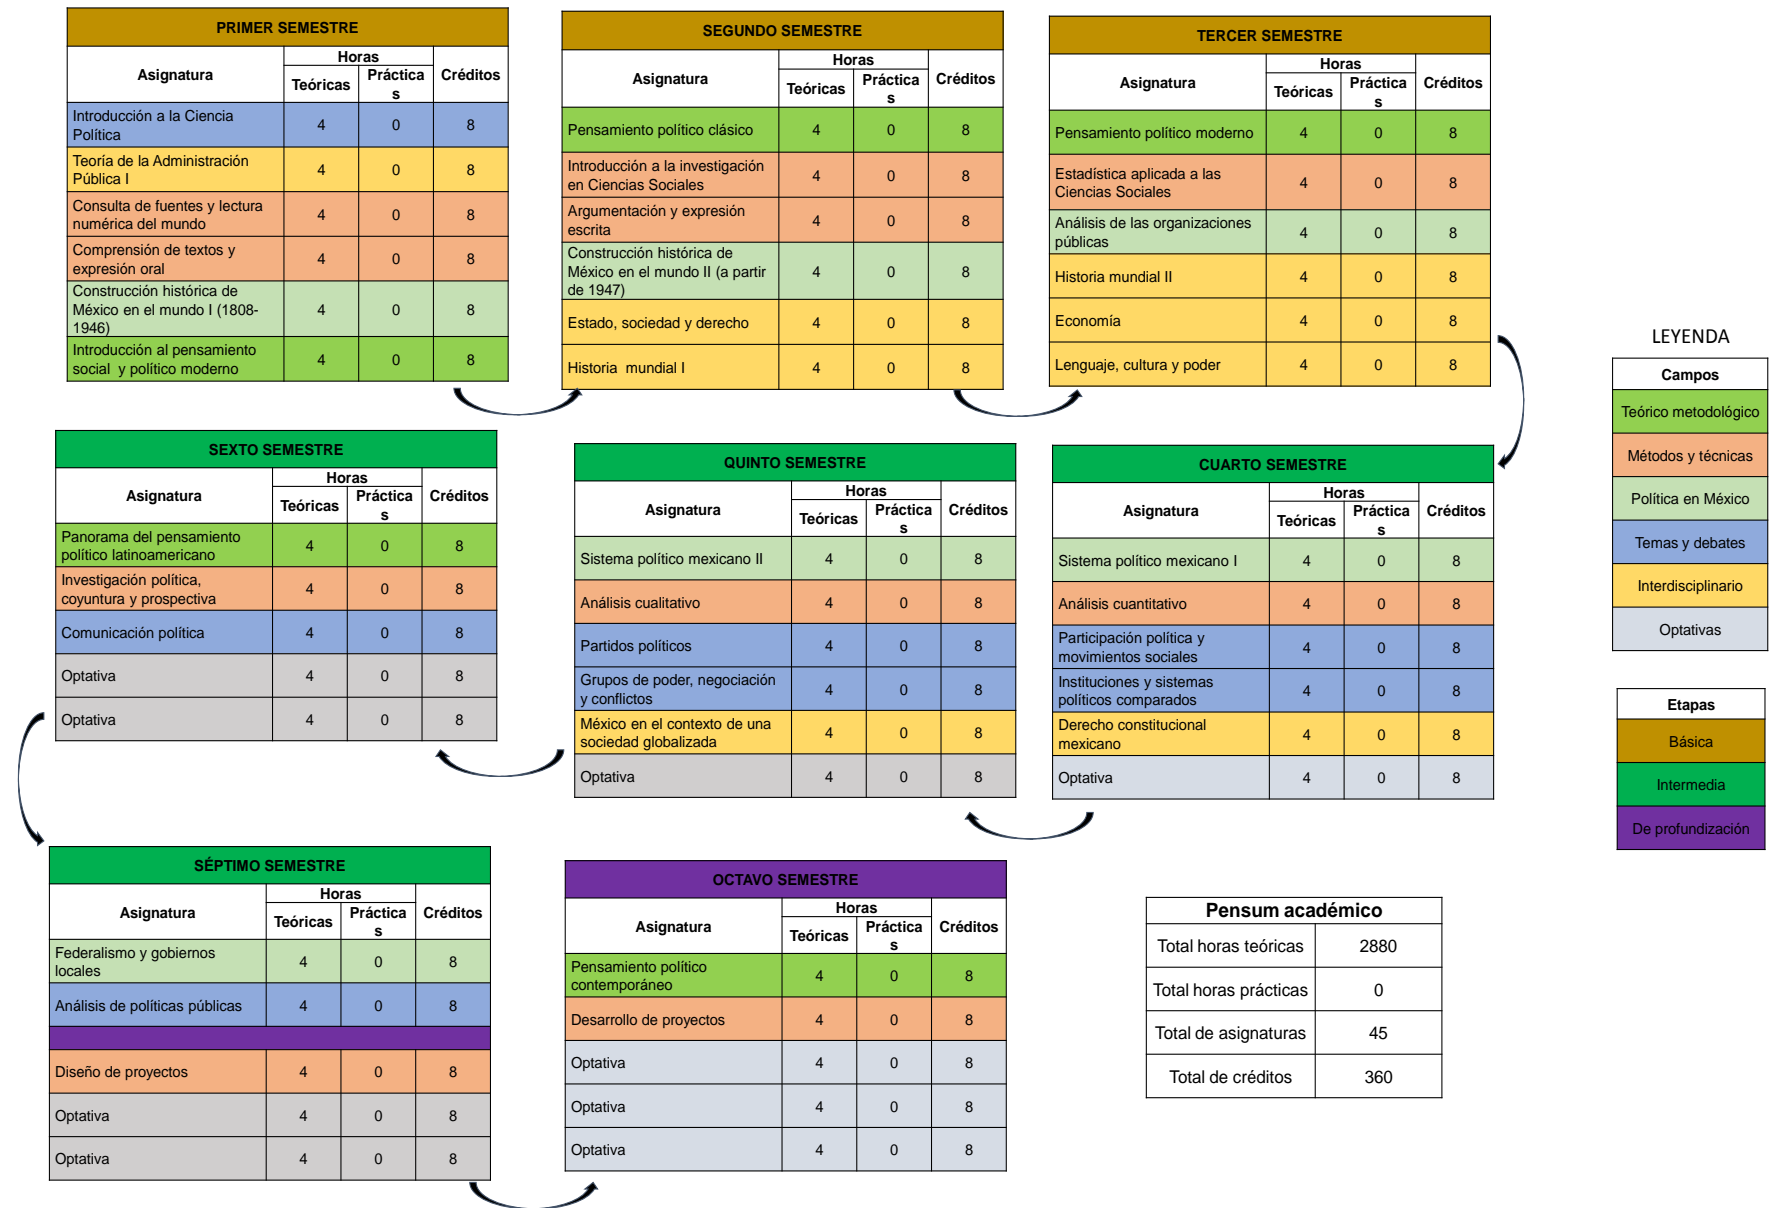 PRIMER SEMESTRE
Asignatura
Horas
Créditos
Teóricas
Práctica
s
Introducción a la Ciencia
Política
4 0 8
Teoría de la Administración
Pública I
4 0 8
Consulta de fuentes y lectura
numérica del mundo
4 0 8
Comprensión de textos y
expresión oral
4 0 8
Construcción histórica de
México en el mundo I (1808-
1946)
4 0 8
Introducción al pensamiento
social y político moderno
4 0 8
SEGUNDO SEMESTRE
Asignatura
Horas
Créditos
Teóricas
Práctica
s
Pensamiento político clásico 4 0 8
Introducción a la investigación
en Ciencias Sociales
4 0 8
Argumentación y expresión
escrita
4 0 8
Construcción histórica de
México en el mundo II (a partir
de 1947)
4 0 8
Estado, sociedad y derecho 4 0 8
Historia mundial I 4 0 8
TERCER SEMESTRE
Asignatura
Horas
Créditos
Teóricas
Práctica
s
Pensamiento político moderno 4 0 8
Estadística aplicada a las
Ciencias Sociales
4 0 8
Análisis de las organizaciones
públicas
4 0 8
Historia mundial II 4 0 8
Economía 4 0 8
Lenguaje, cultura y poder 4 0 8
LEYENDA
Campos
Teórico metodológico
Métodos y técnicas
Política en México
Temas y debates
Interdisciplinario
Optativas
Etapas
Básica
Intermedia
De profundización
SEXTO SEMESTRE
Asignatura
Horas
Créditos
Teóricas
Práctica
s
Panorama del pensamiento
político latinoamericano
4 0 8
Investigación política,
coyuntura y prospectiva
4 0 8
Comunicación política 4 0 8
Optativa 4 0 8
Optativa 4 0 8
QUINTO SEMESTRE
Asignatura
Horas
Créditos
Teóricas
Práctica
s
Sistema político mexicano II 4 0 8
Análisis cualitativo 4 0 8
Partidos políticos 4 0 8
Grupos de poder, negociación
y conflictos
4 0 8
México en el contexto de una
sociedad globalizada
4 0 8
Optativa 4 0 8
CUARTO SEMESTRE
Asignatura
Horas
Créditos
Teóricas
Práctica
s
Sistema político mexicano I 4 0 8
Análisis cuantitativo 4 0 8
Participación política y
movimientos sociales
4 0 8
Instituciones y sistemas
políticos comparados
4 0 8
Derecho constitucional
mexicano
4 0 8
Optativa 4 0 8
SÉPTIMO SEMESTRE
Asignatura
Horas
Créditos
Teóricas
Práctica
s
Federalismo y gobiernos
locales
4 0 8
Análisis de políticas públicas 4 0 8
Diseño de proyectos 4 0 8
Optativa 4 0 8
Optativa 4 0 8
OCTAVO SEMESTRE
Asignatura
Horas
Créditos
Teóricas
Práctica
s
Pensamiento político
contemporáneo
4 0 8
Desarrollo de proyectos 4 0 8
Optativa 4 0 8
Optativa 4 0 8
Optativa 4 0 8
Pensum académico
Total horas teóricas 2880
Total horas prácticas 0
Total de asignaturas 45
Total de créditos 360